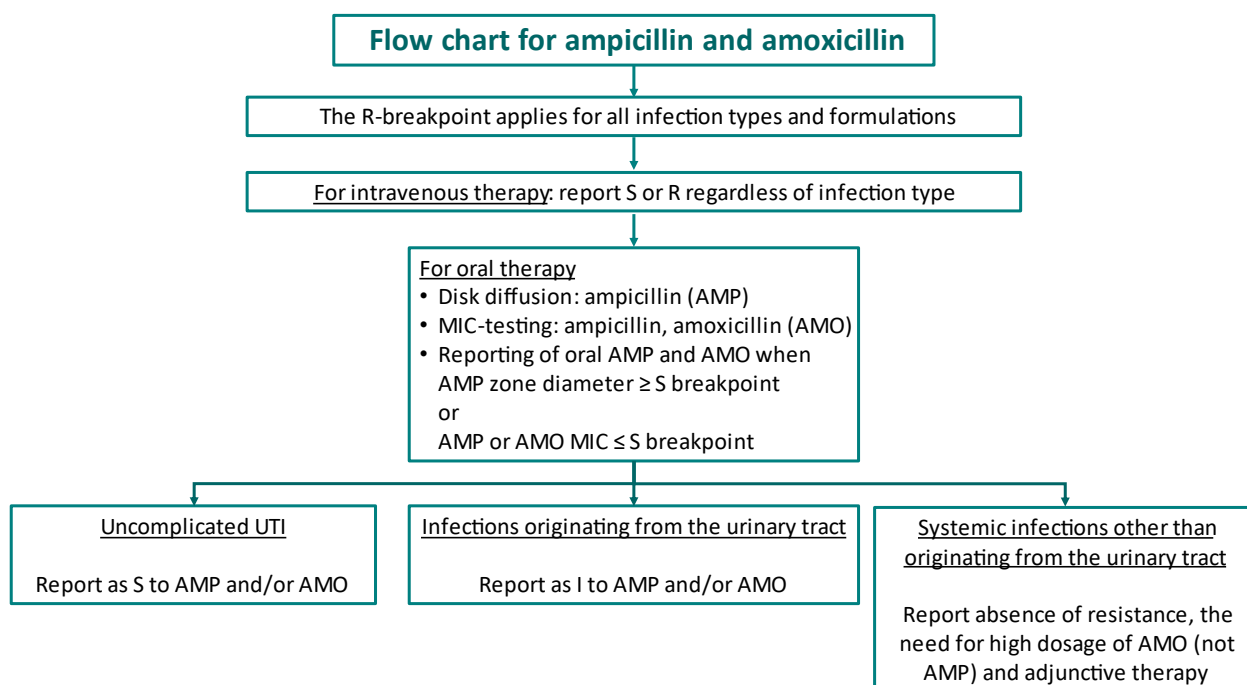 Flow chart for ampicillin and amoxicillin
The R-breakpoint applies for all infection types and formulations
For intravenous therapy: report S or R regardless of infection type
For oral therapy
• Disk diffusion: ampicillin (AMP)
• MIC-testing: ampicillin, amoxicillin (AMO)
• Reporting of oral AMP and AMO when
AMP zone diameter ≥ S breakpoint
or
AMP or AMO MIC ≤ S breakpoint
Uncomplicated UTI
Report as S to AMP and/or AMO
Infections originating from the urinary tract
Report as I to AMP and/or AMO
Systemic infections other than
originating from the urinary tract
Report absence of resistance, the
need for high dosage of AMO (not
AMP) and adjunctive therapy